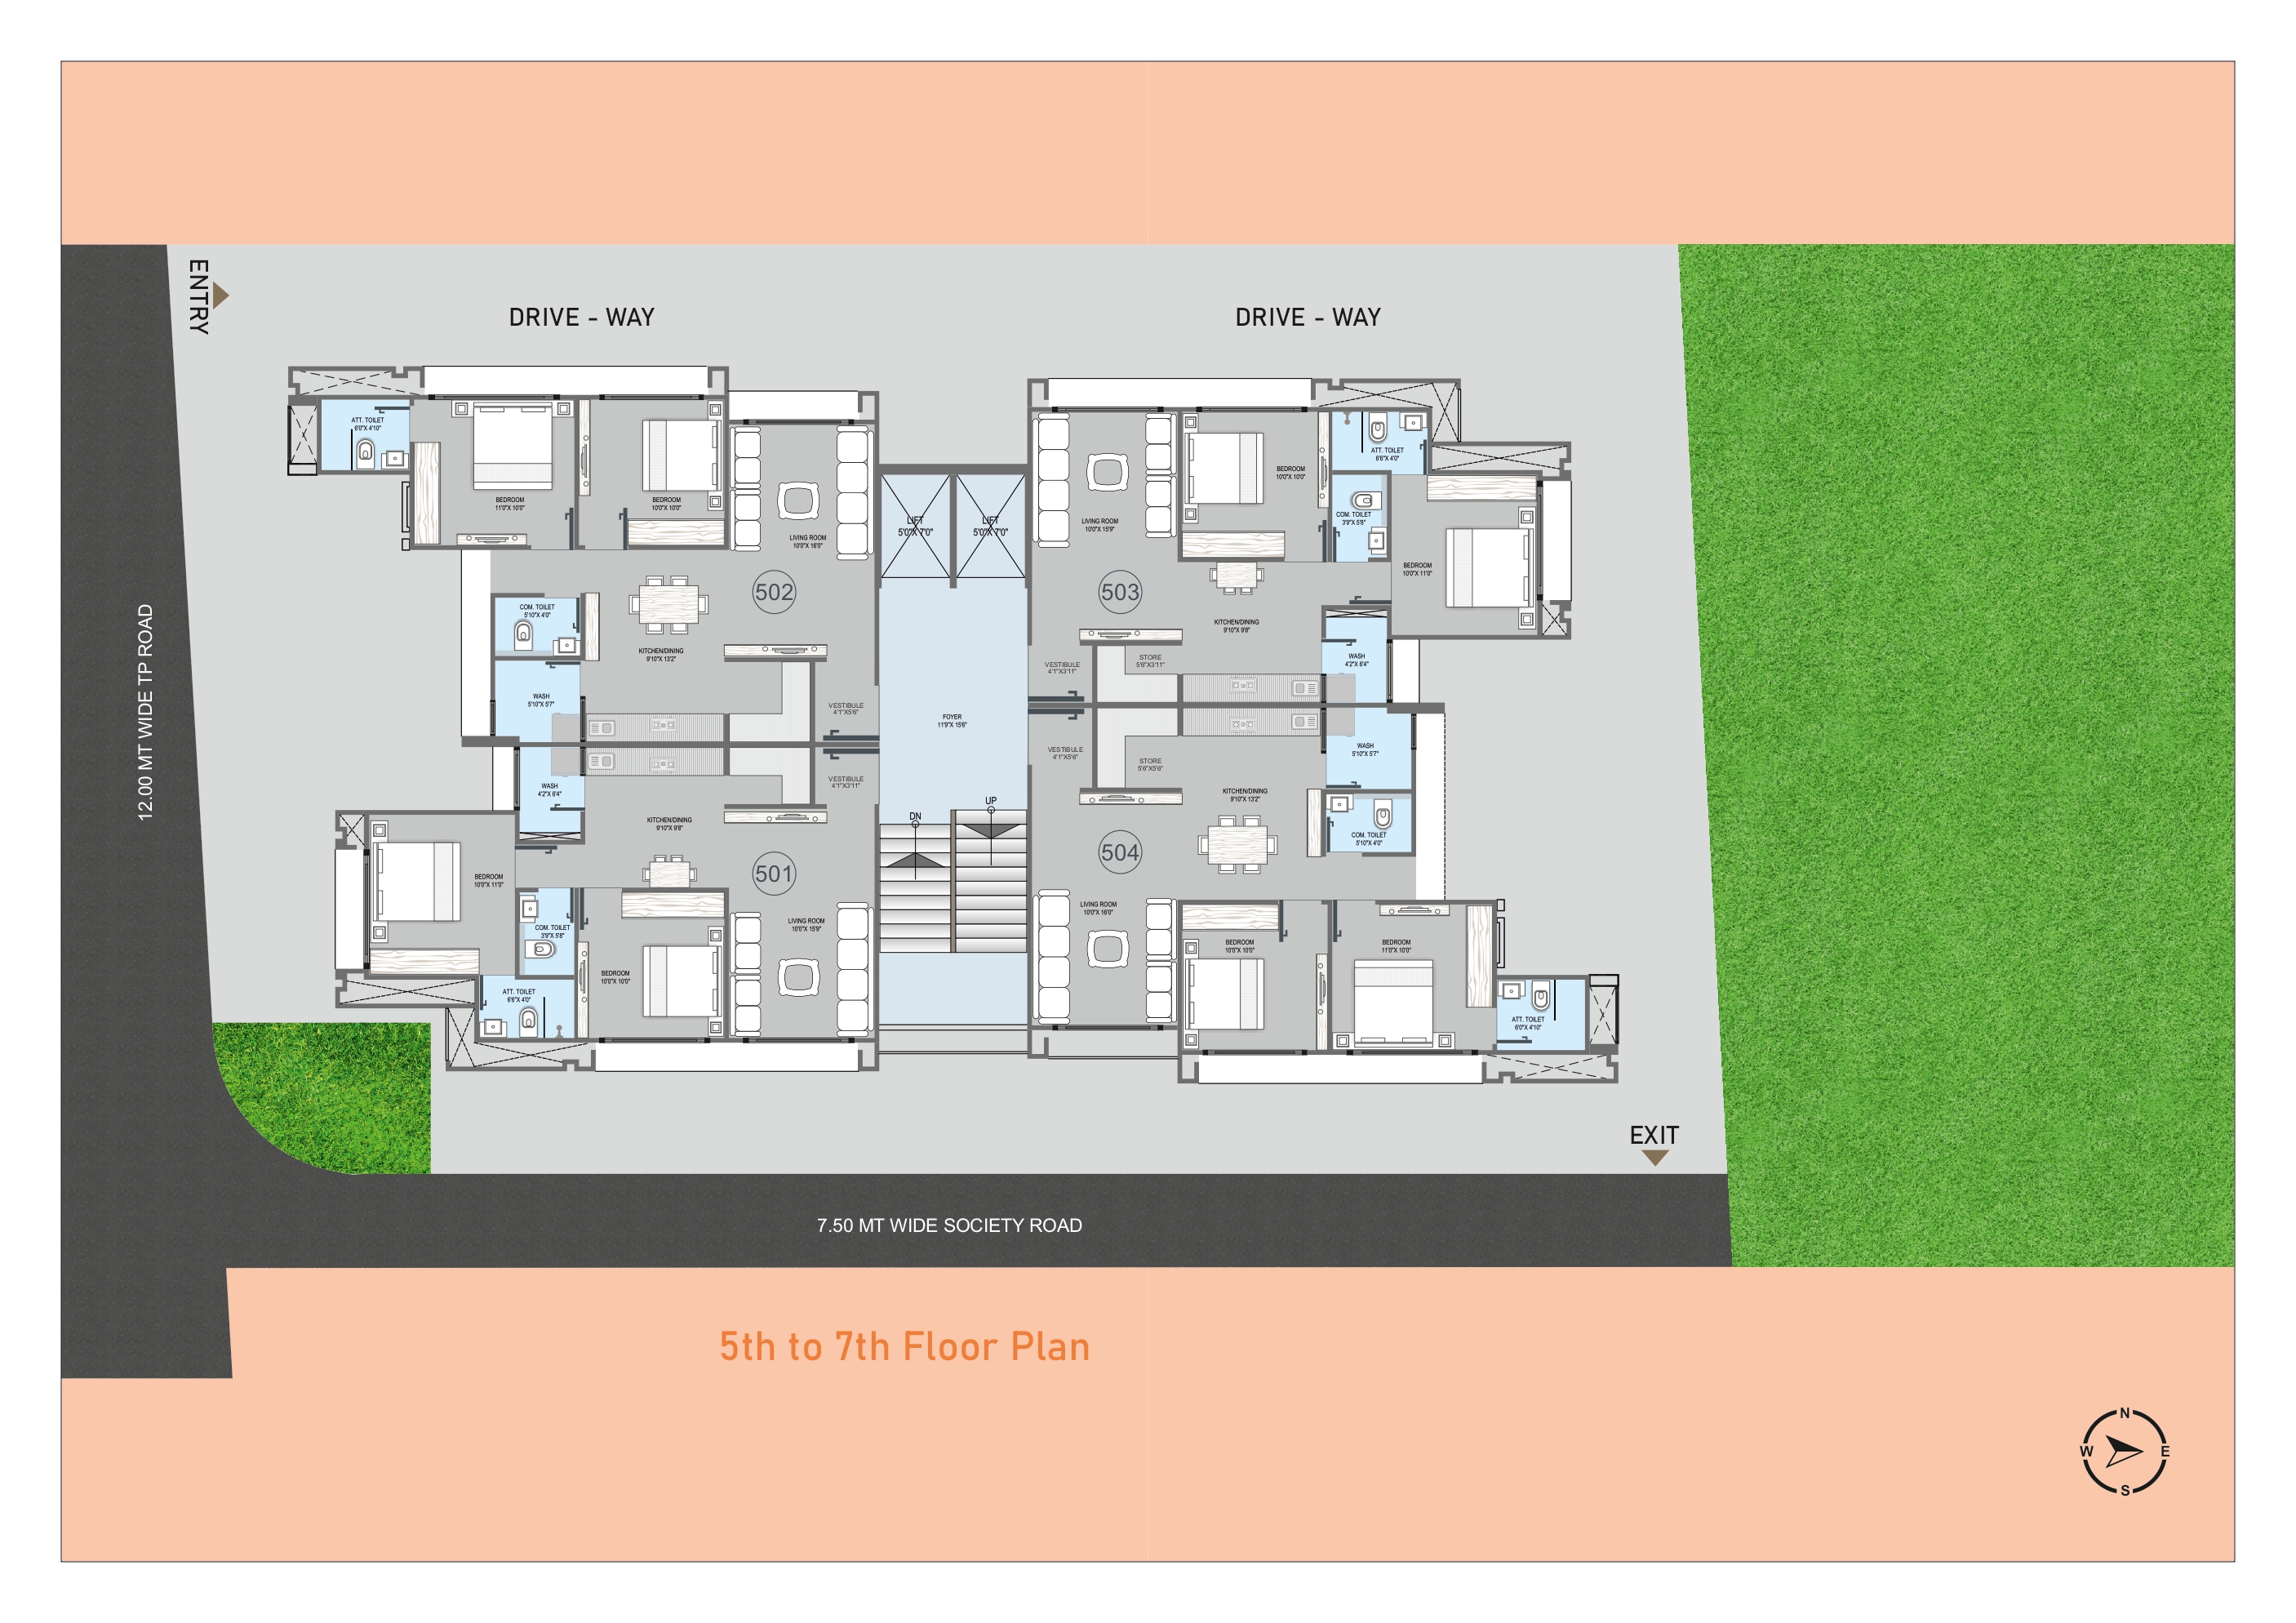 ENTRY
DRIVE - WAY
DRIVE - WAY
12.00 MT WIDE TP ROAD
ATT. TOILET
6'0"X 4'10"
BEDROOM
11'0"X 10'0"
BEDROOM
10'0"X 10'0"
LIVING ROOM
10'0"X 16'0"
502
COM. TOILET
5'10"X 4'0"
KITCHEN/DINING
9'10"X 13'2"
WASH
5'10"X 5'7"
VESTIBULE
4'1"X5'6"
LIFT
5'0"X 7'0"
LIFT
5'0"X 7'0"
FOYER
11'9"X 15'6"
DN
UP
LIVING ROOM
10'0"X 15'9"
BEDROOM
10'0"X 10'0"
ATT. TOILET
6'6"X 4'0"
COM. TOILET
3'9"X 5'8"
BEDROOM
10'0"X 11'0"
503
KITCHEN/DINING
9'10"X 9'8"
STORE
5'6"X3'11"
VESTIBULE
4'1"X3'11"
WASH
4'2"X 6'4"
WASH
4'2"X 6'4"
VESTIBULE
4'1"X3'11"
KITCHEN/DINING
9'10"X 9'8"
501
BEDROOM
10'0"X 11'0"
COM. TOILET
3'9"X 5'8"
LIVING ROOM
10'0"X 15'9"
BEDROOM
10'0"X 10'0"
ATT. TOILET
6'6"X 4'0"
VESTIBULE
4'1"X5'6"
STORE
5'6"X5'6"
WASH
5'10"X 5'7"
KITCHEN/DINING
9'10"X 13'2"
COM. TOILET
5'10"X 4'0"
504
LIVING ROOM
10'0"X 16'0"
BEDROOM
10'0"X 10'0"
BEDROOM
11'0"X 10'0"
ATT. TOILET
6'0"X 4'10"
EXIT
7.50 MT WIDE SOCIETY ROAD
5th to 7th Floor Plan
N
W
E
S